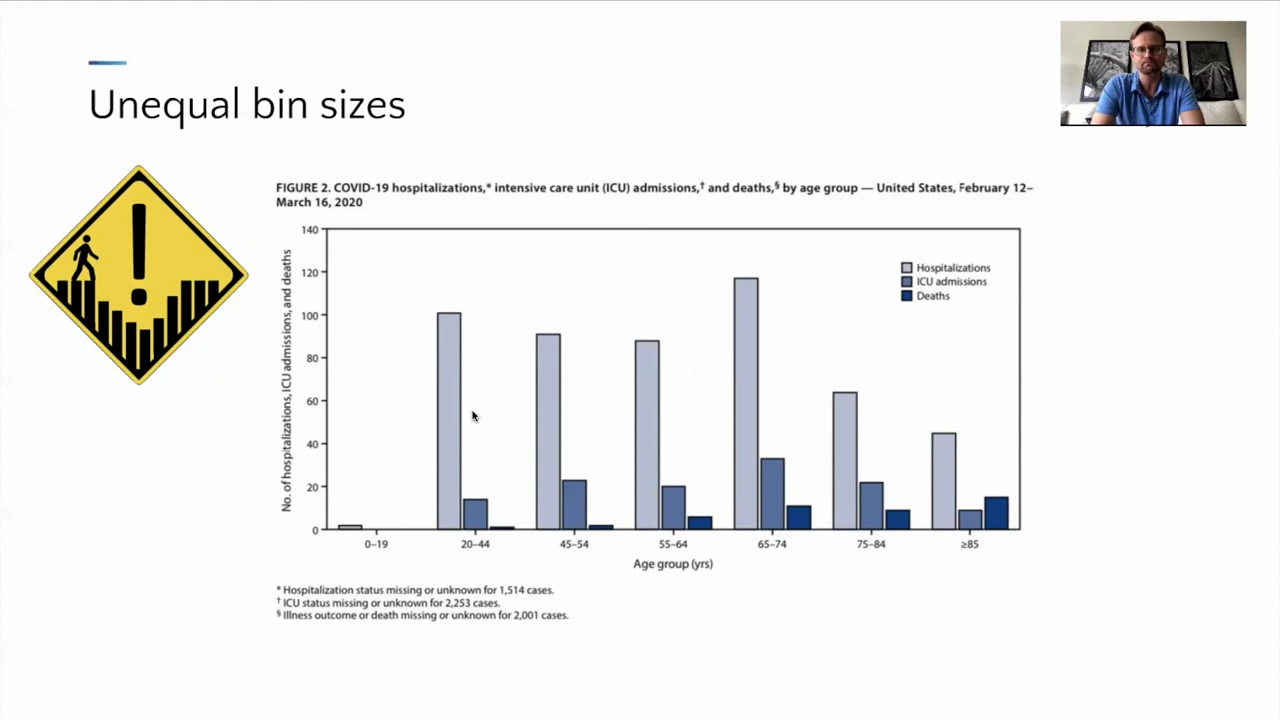 Unequal bin sizes
FIGURE 2. COVID-19 hospitalizations,* intensive care unit (ICU) admissions,† and deaths,§ by age group — United States, February 12–
March 16, 2020
No. of hospitalizations, ICU admissions, and deaths
140
120
100
80
60
40
20
0
Hospitalizations
ICU admissions
Deaths
0–19 20–44 45–54 55–64 65–74 75–84 ≥85
Age group (yrs)
* Hospitalization status missing or unknown for 1,514 cases.
† ICU status missing or unknown for 2,253 cases.
§ Illness outcome or death missing or unknown for 2,001 cases.